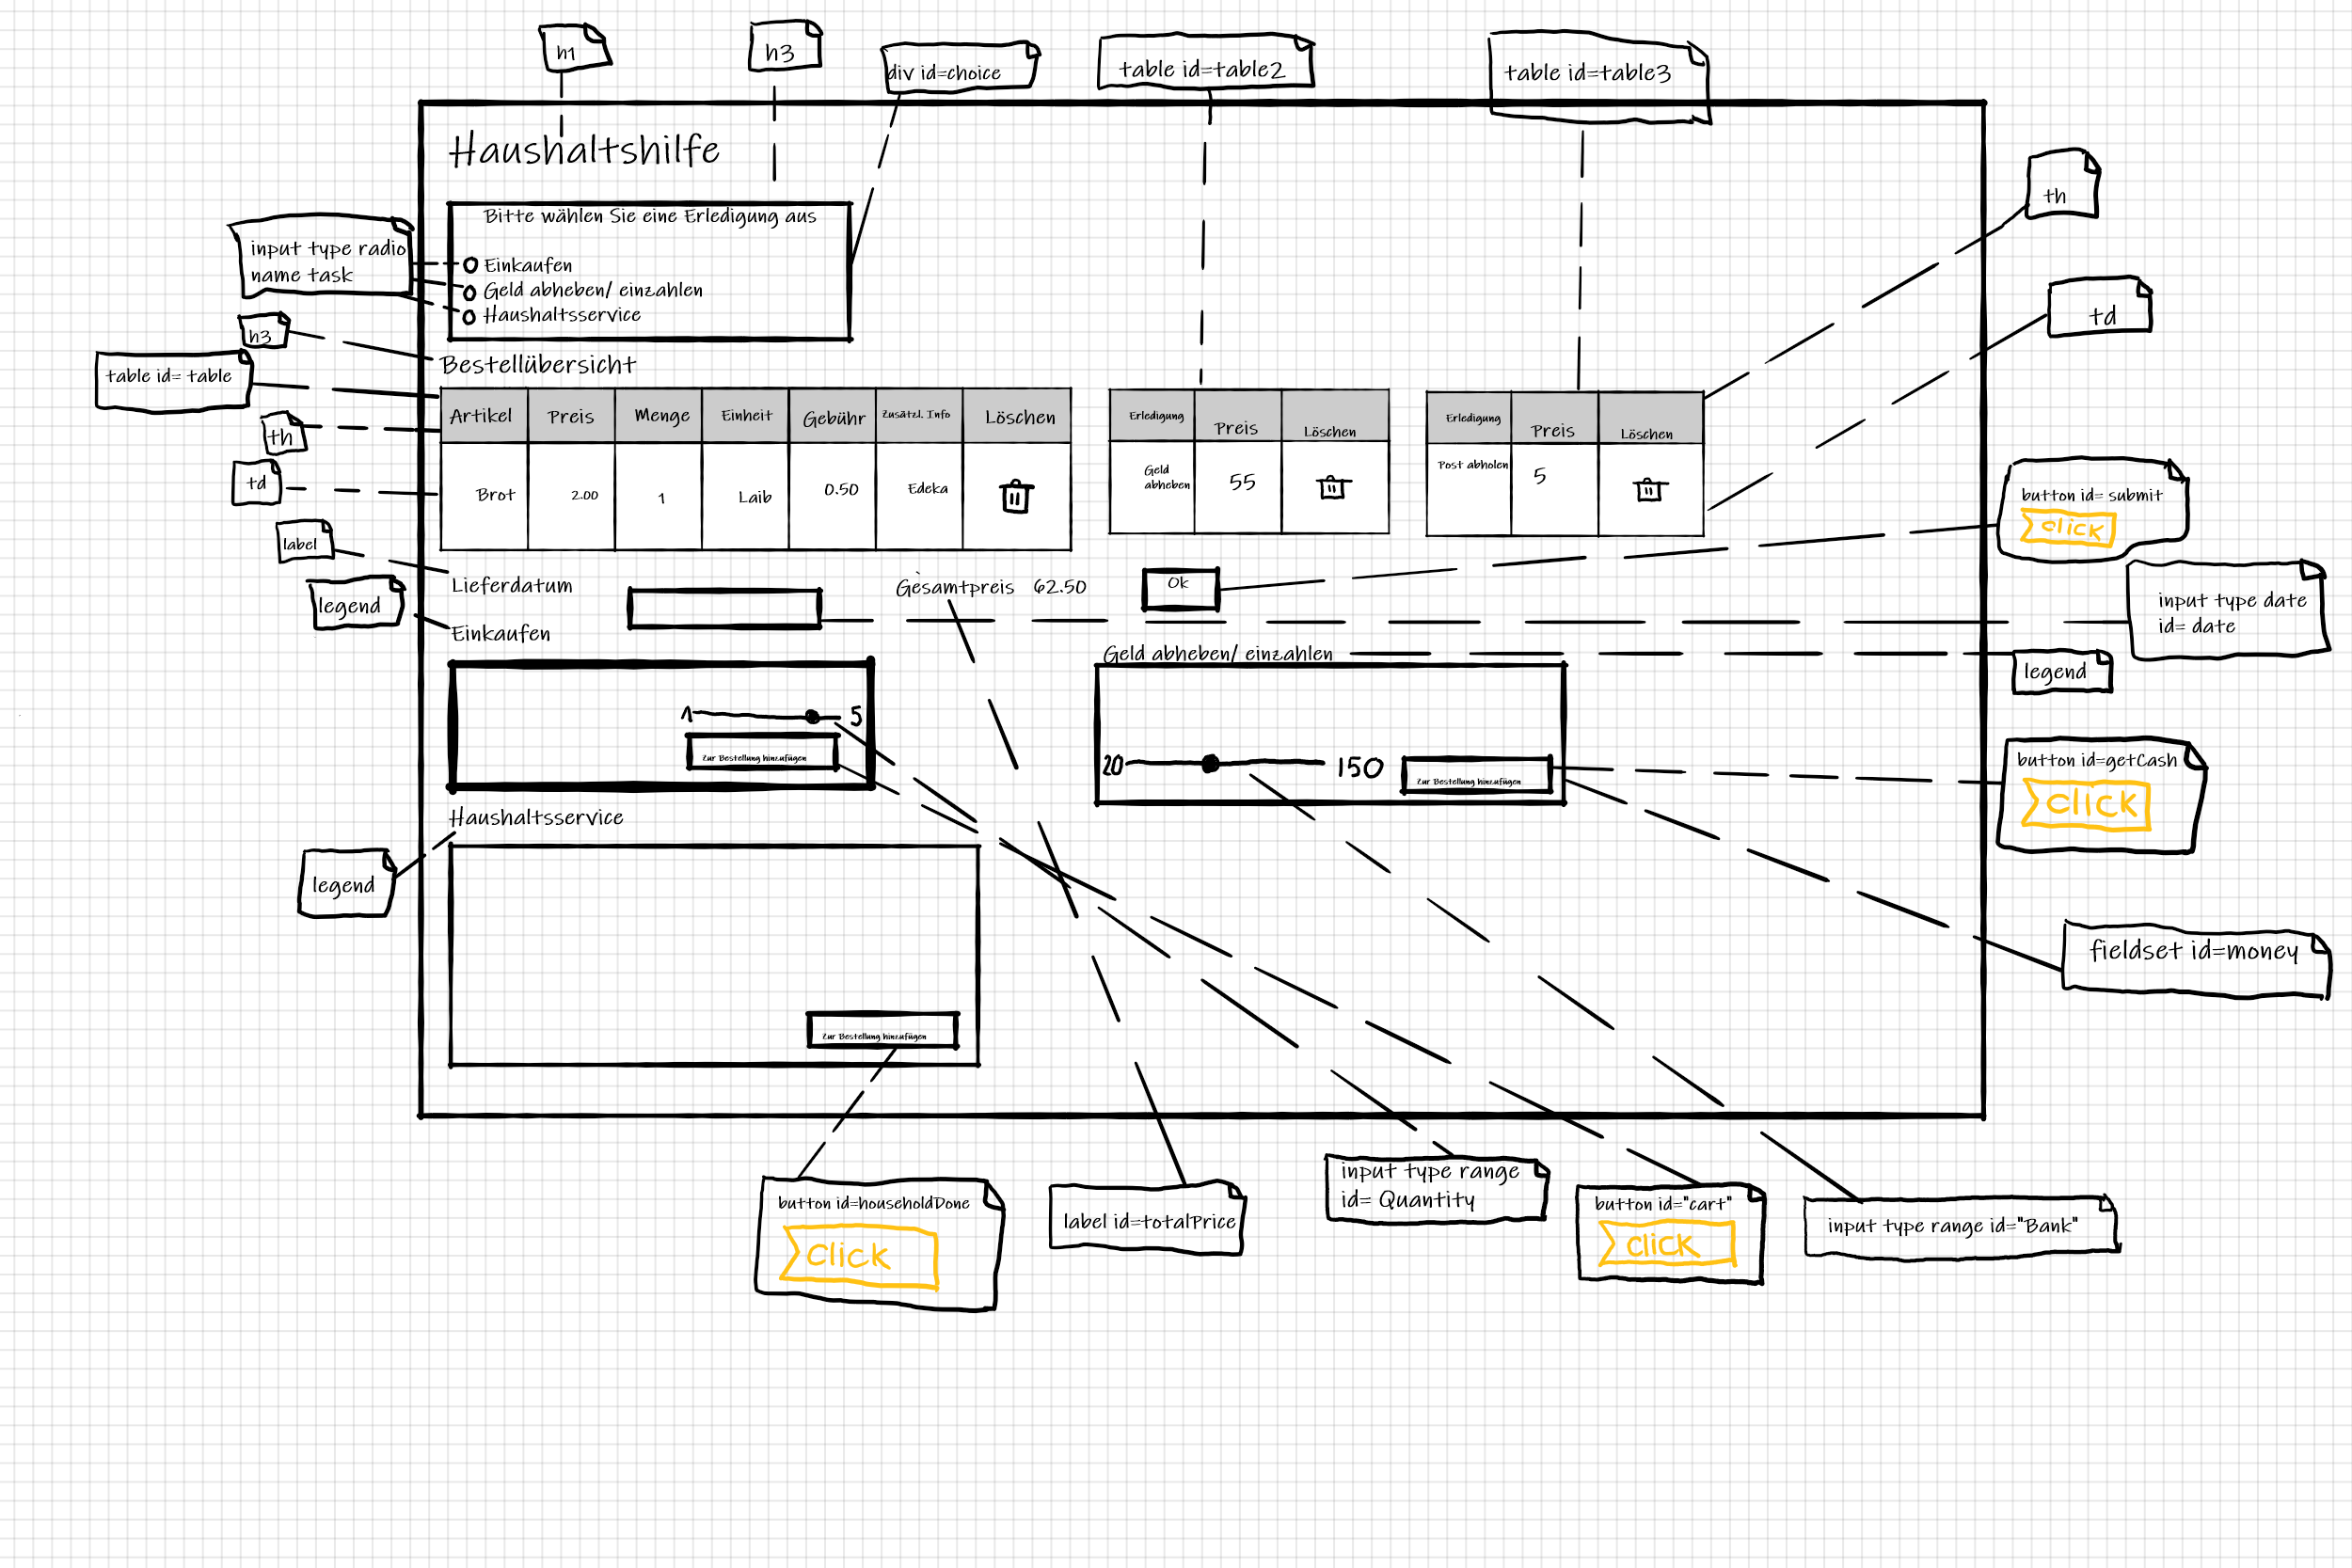 h1
h3
div id=choice
table id=table2
table id=table3
Haushaltshilfe
th
Bitte wählen Sie eine Erledigung aus
input type radio
name task
Einkaufen
Geld abheben/ einzahlen
Haushaltsservice
td
h3
Bestellübersicht
table id= table
Artikel Preis Menge Einheit Gebühr Zusätzl. Info Löschen
Erledigung Preis Löschen
Erledigung Preis Löschen
th
td
Brot 2.00 1 Laib 0.50 Edeka
Geld
abheben
55
Post abholen 5
button id= submit
click
label
Lieferdatum
Gesamtpreis 62.50
Ok
legend
Einkaufen
input type date
id= date
Geld abheben/ einzahlen
legend
1 5
Zur Bestellung hinzufügen
20 150
Zur Bestellung hinzufügen
button id=getCash
click
Haushaltsservice
legend
fieldset id=money
Zur Bestellung hinzufügen
button id=householdDone
click
label id=totalPrice
input type range
id= Quantity
button id="cart"
click
input type range id="Bank"